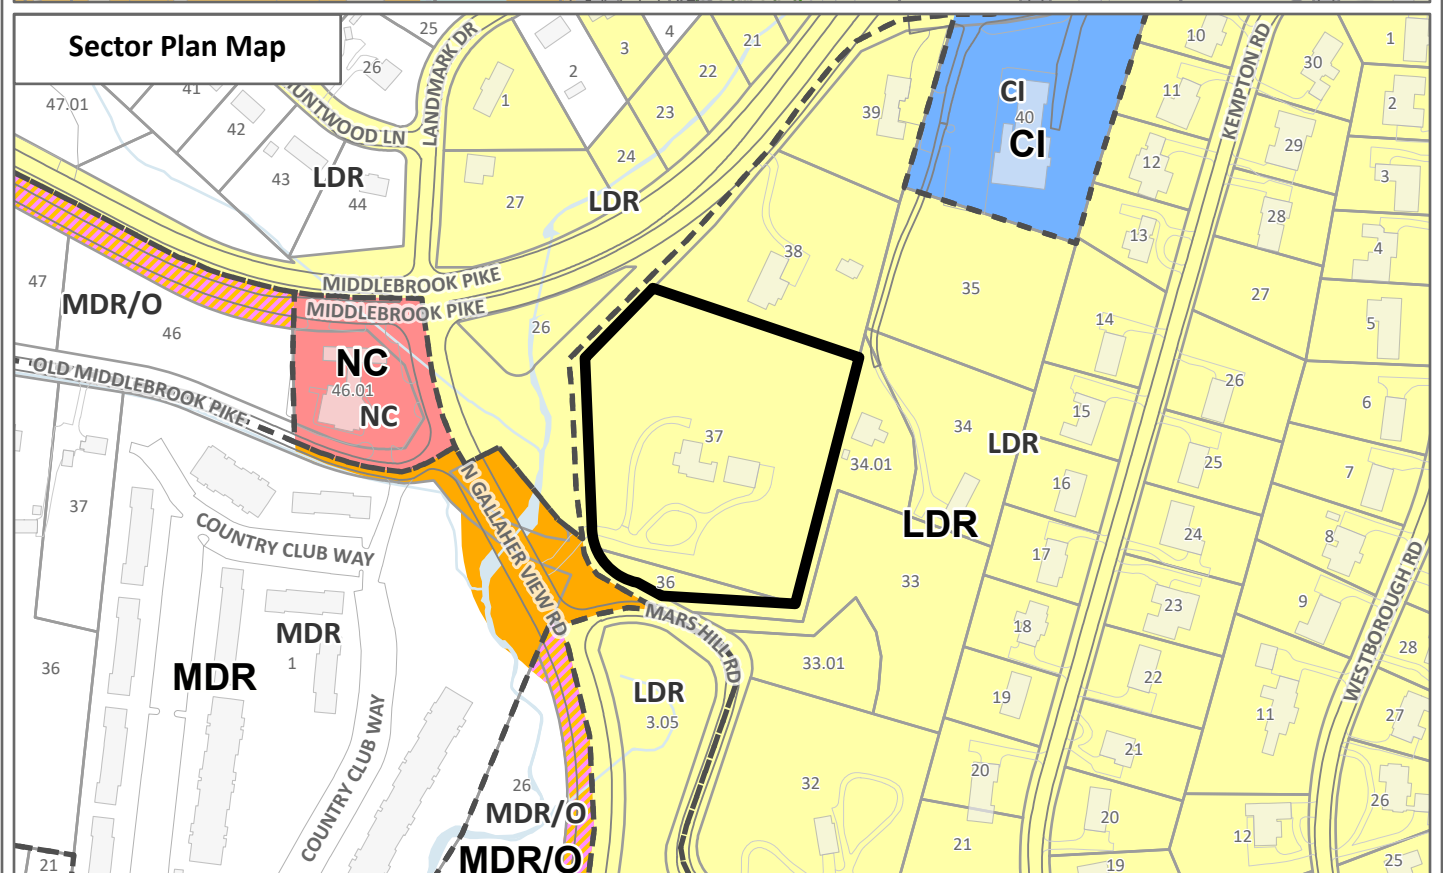 Sector Plan Map
25
26
LANDMARK DR
HUNTWOOD LN
47.01
41
42
43
44
LDR
1
2
3
4
21
22
23
24
27
LDR
39
CI
40
CI
10
11
12
13
KEMPTON RD
30
29
28
27
1
2
3
4
5
6
7
8
9
MIDDLEBROOK PIKE
MIDDLEBROOK PIKE
47
MDR/O
46
OLD MIDDLEBROOK PIKE
NC
46.01
NC
26
38
35
14
37
34
LDR
34.01
15
16
17
18
19
26
25
24
23
22
21
20
19
LDR
33
36
37
COUNTRY CLUB WAY
N GALLAHER VIEW RD
MARS HILL RD
MDR
1
MDR
36
COUNTRY CLUB WAY
LDR
3.05
33.01
32
20
21
26
MDR/O
MDR/O
21
WESTBOROUGH RD
28
27
11
26
12
25